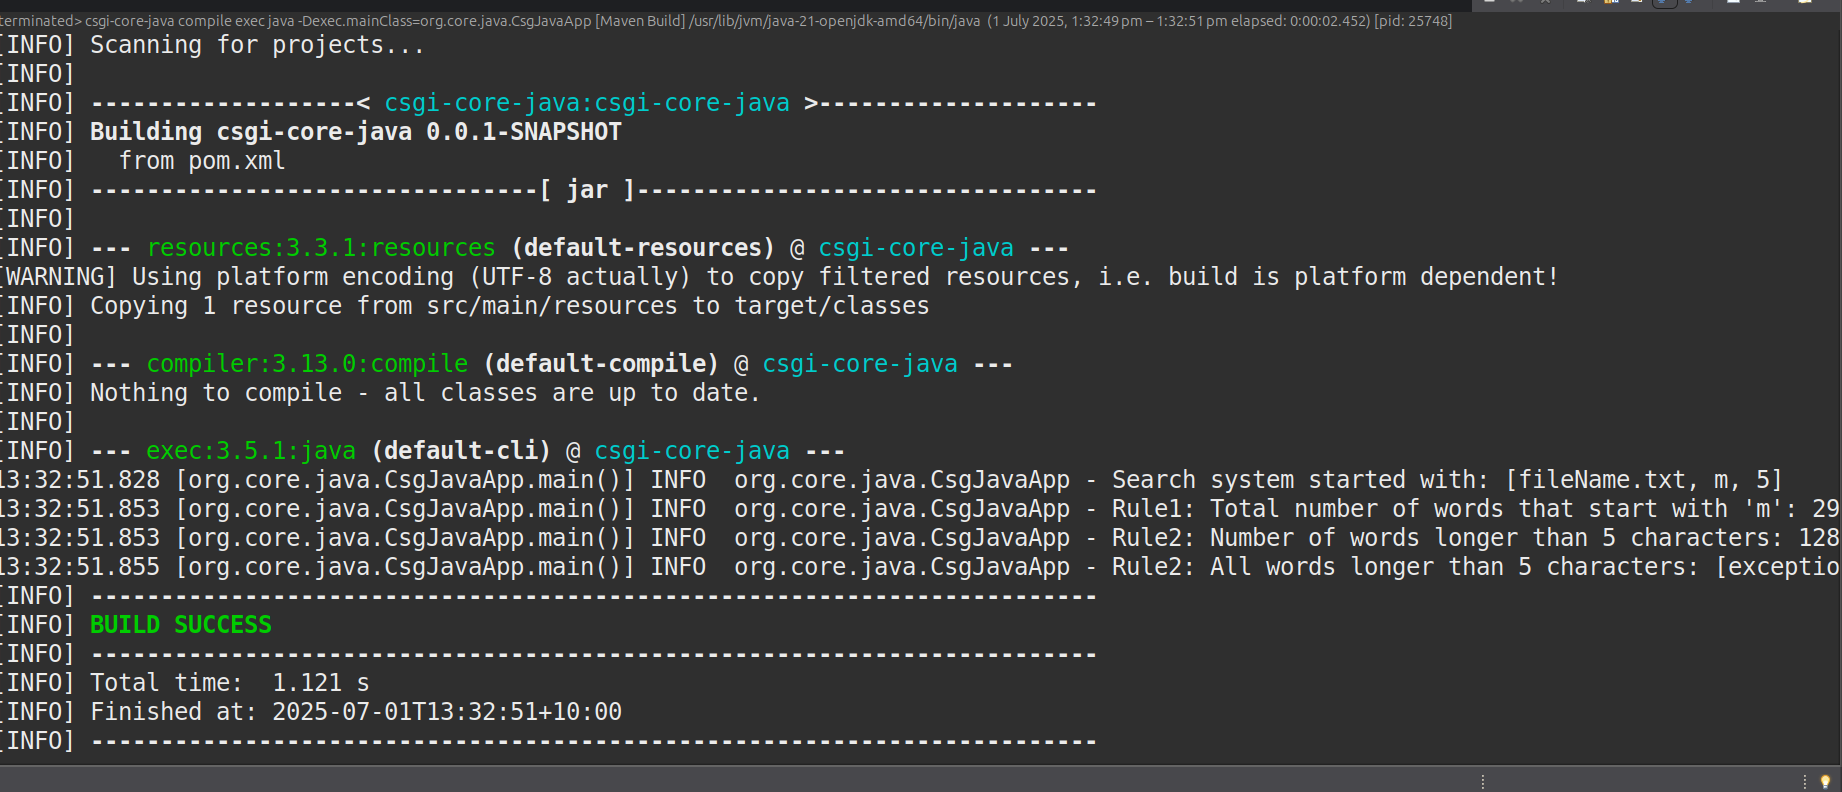 terminated> csgi-core-java compile exec java -Dexec.mainClass=org.core.java.CsgJavaApp [Maven Build] /usr/lib/jvm/java-21-openjdk-amd64/bin/java (1 July 2025, 1:32:49 pm – 1:32:51 pm elapsed: 0:00:02.452) [pid: 25748]
[INFO] Scanning for projects...
[INFO]
[INFO] -------------------< csgi-core-java:csgi-core-java >--------------------
[INFO] Building csgi-core-java 0.0.1-SNAPSHOT
[INFO]   from pom.xml
[INFO] --------------------------------[ jar ]---------------------------------
[INFO]
[INFO] --- resources:3.3.1:resources (default-resources) @ csgi-core-java ---
[WARNING] Using platform encoding (UTF-8 actually) to copy filtered resources, i.e. build is platform dependent!
[INFO] Copying 1 resource from src/main/resources to target/classes
[INFO]
[INFO] --- compiler:3.13.0:compile (default-compile) @ csgi-core-java ---
[INFO] Nothing to compile - all classes are up to date.
[INFO]
[INFO] --- exec:3.5.1:java (default-cli) @ csgi-core-java ---
13:32:51.828 [org.core.java.CsgJavaApp.main()] INFO  org.core.java.CsgJavaApp - Search system started with: [fileName.txt, m, 5]
13:32:51.853 [org.core.java.CsgJavaApp.main()] INFO  org.core.java.CsgJavaApp - Rule1: Total number of words that start with 'm': 29
13:32:51.853 [org.core.java.CsgJavaApp.main()] INFO  org.core.java.CsgJavaApp - Rule2: Number of words longer than 5 characters: 128
13:32:51.855 [org.core.java.CsgJavaApp.main()] INFO  org.core.java.CsgJavaApp - Rule2: All words longer than 5 characters: [exceptio
[INFO] ------------------------------------------------------------------------
[INFO] BUILD SUCCESS
[INFO] ------------------------------------------------------------------------
[INFO] Total time:  1.121 s
[INFO] Finished at: 2025-07-01T13:32:51+10:00
[INFO] ------------------------------------------------------------------------